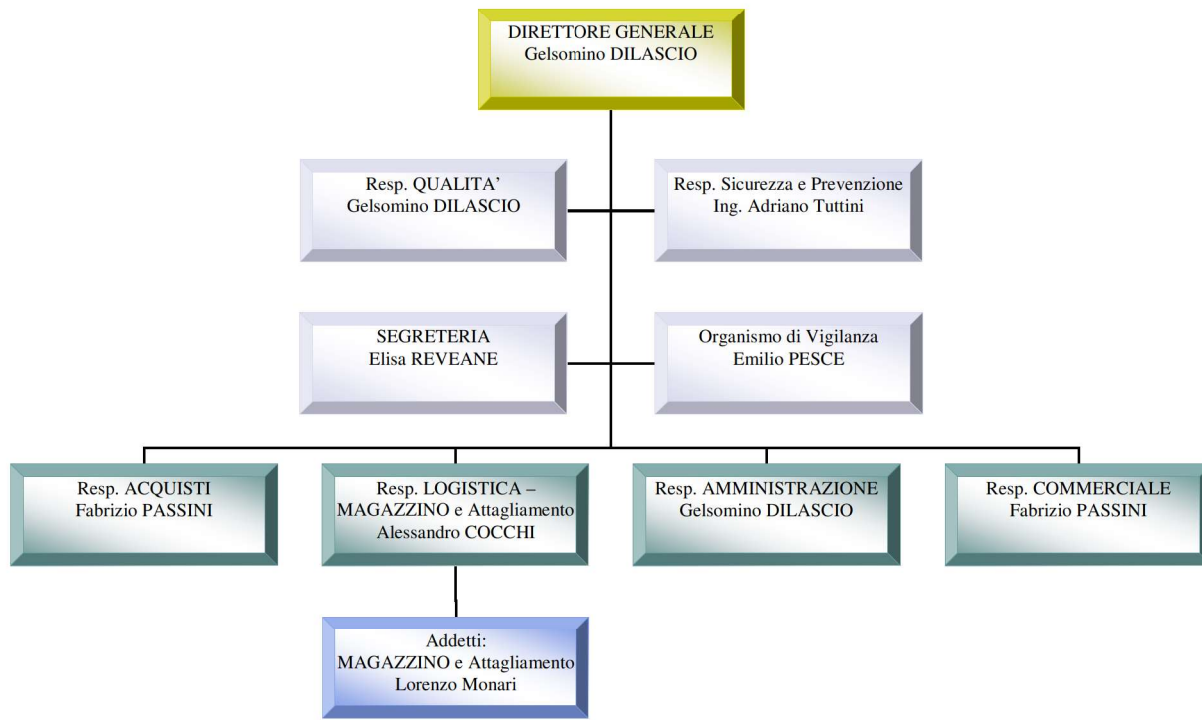 DIRETTORE GENERALE
Gelsomino DILASCIO
Resp. QUALITA’
Gelsomino DILASCIO
Resp. Sicurezza e Prevenzione
Ing. Adriano Tuttini
SEGRETERIA
Elisa REVEANE
Organismo di Vigilanza
Emilio PESCE
Resp. ACQUISTI
Fabrizio PASSINI
Resp. LOGISTICA –
MAGAZZINO e Attagliamento
Alessandro COCCHI
Resp. AMMINISTRAZIONE
Gelsomino DILASCIO
Resp. COMMERCIALE
Fabrizio PASSINI
Addetti:
MAGAZZINO e Attagliamento
Lorenzo Monari